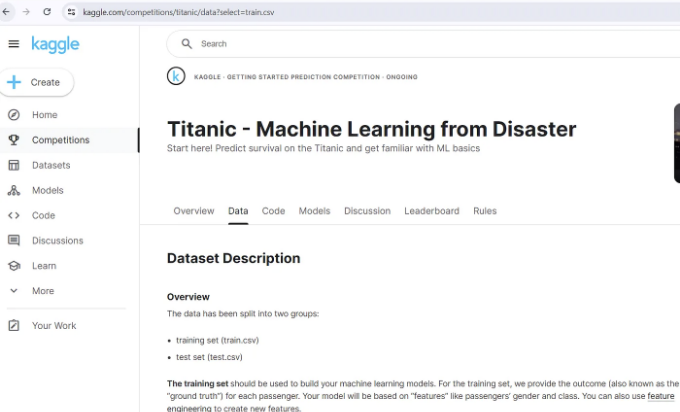 kaggle.com/competitions/titanic/data?select=train.csv
kaggle
Search
Create
KAGGLE · GETTING STARTED PREDICTION COMPETITION · ONGOING
Home
Competitions
Datasets
Models
Code
Discussions
Learn
More
Your Work
Titanic - Machine Learning from Disaster
Start here! Predict survival on the Titanic and get familiar with ML basics
Overview Data Code Models Discussion Leaderboard Rules
Dataset Description
Overview
The data has been split into two groups:
• training set (train.csv)
• test set (test.csv)
The training set should be used to build your machine learning models. For the training set, we provide the outcome (also known as the
"ground truth") for each passenger. Your model will be based on "features" like passengers' gender and class. You can also use feature
engineering to create new features.